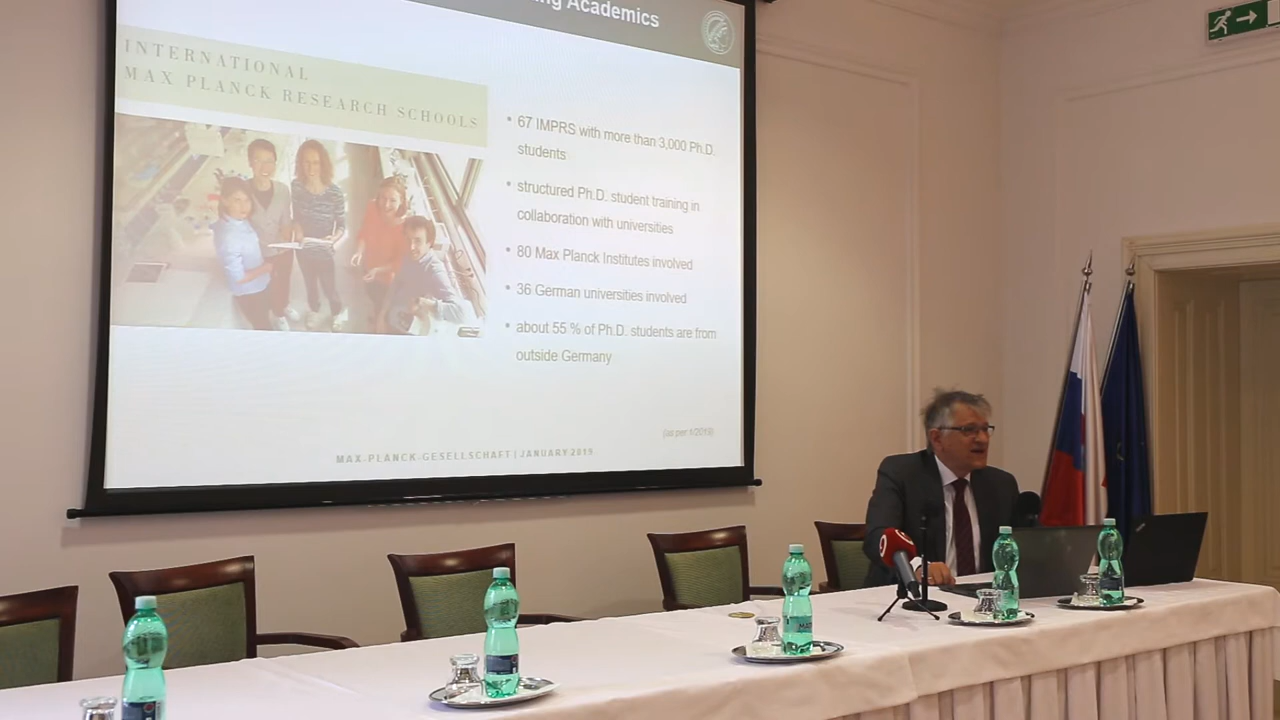 Academics
INTERNATIONAL
MAX PLANCK RESEARCH SCHOOLS
• 67 IMPRS with more than 3,000 Ph.D.
students
• structured Ph.D. student training in
collaboration with universities
• 80 Max Planck Institutes involved
• 36 German universities involved
• about 55 % of Ph.D. students are from
outside Germany
MAX-PLANCK-GESELLSCHAFT | JANUARY 2015